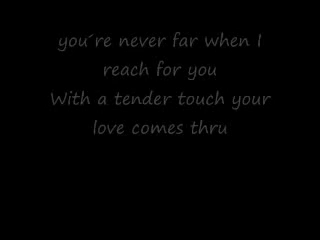 you´re never far when I
reach for you
With a tender touch your
love comes thru